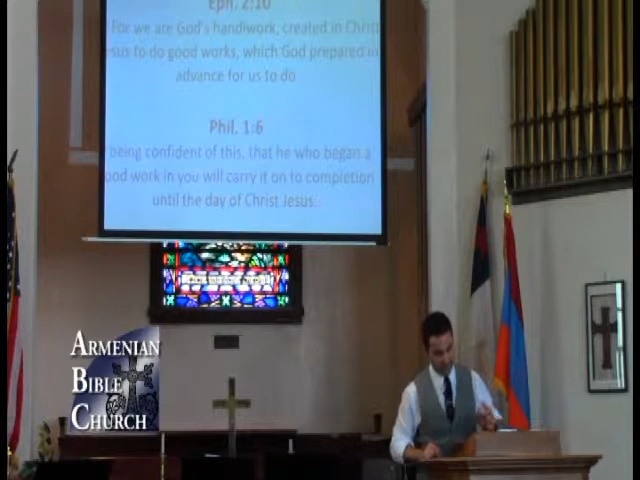 Eph. 2:10
For we are God's handiwork, created in Christ
esus to do good works, which God prepared in
advance for us to do
Phil. 1:6
being confident of this, that he who began a
ood work in you will carry it on to completion
until the day of Christ Jesus.
ARMENIAN
BIBLE
CHURCH